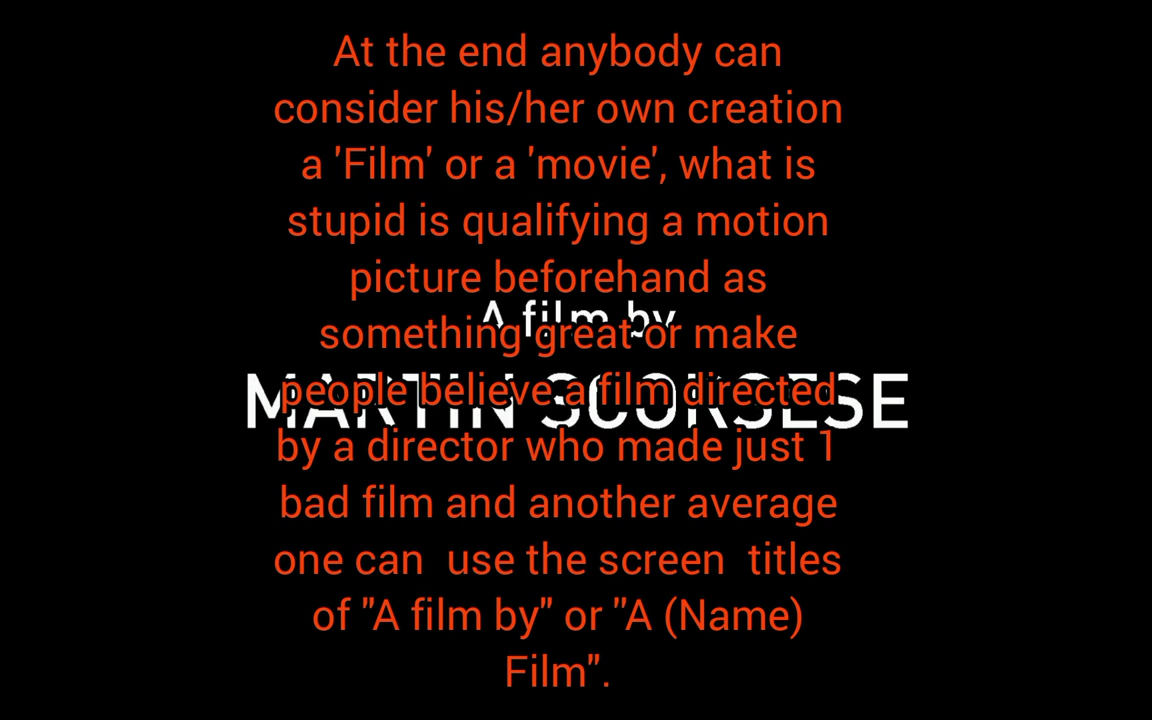 At the end anybody can
consider his/her own creation
a 'Film' or a 'movie', what is
stupid is qualifying a motion
picture beforehand as
A film by
something great or make
MARTIN SCORSESE
people believe a film directed
by a director who made just 1
bad film and another average
one can  use the screen  titles
of "A film by" or "A (Name)
Film".